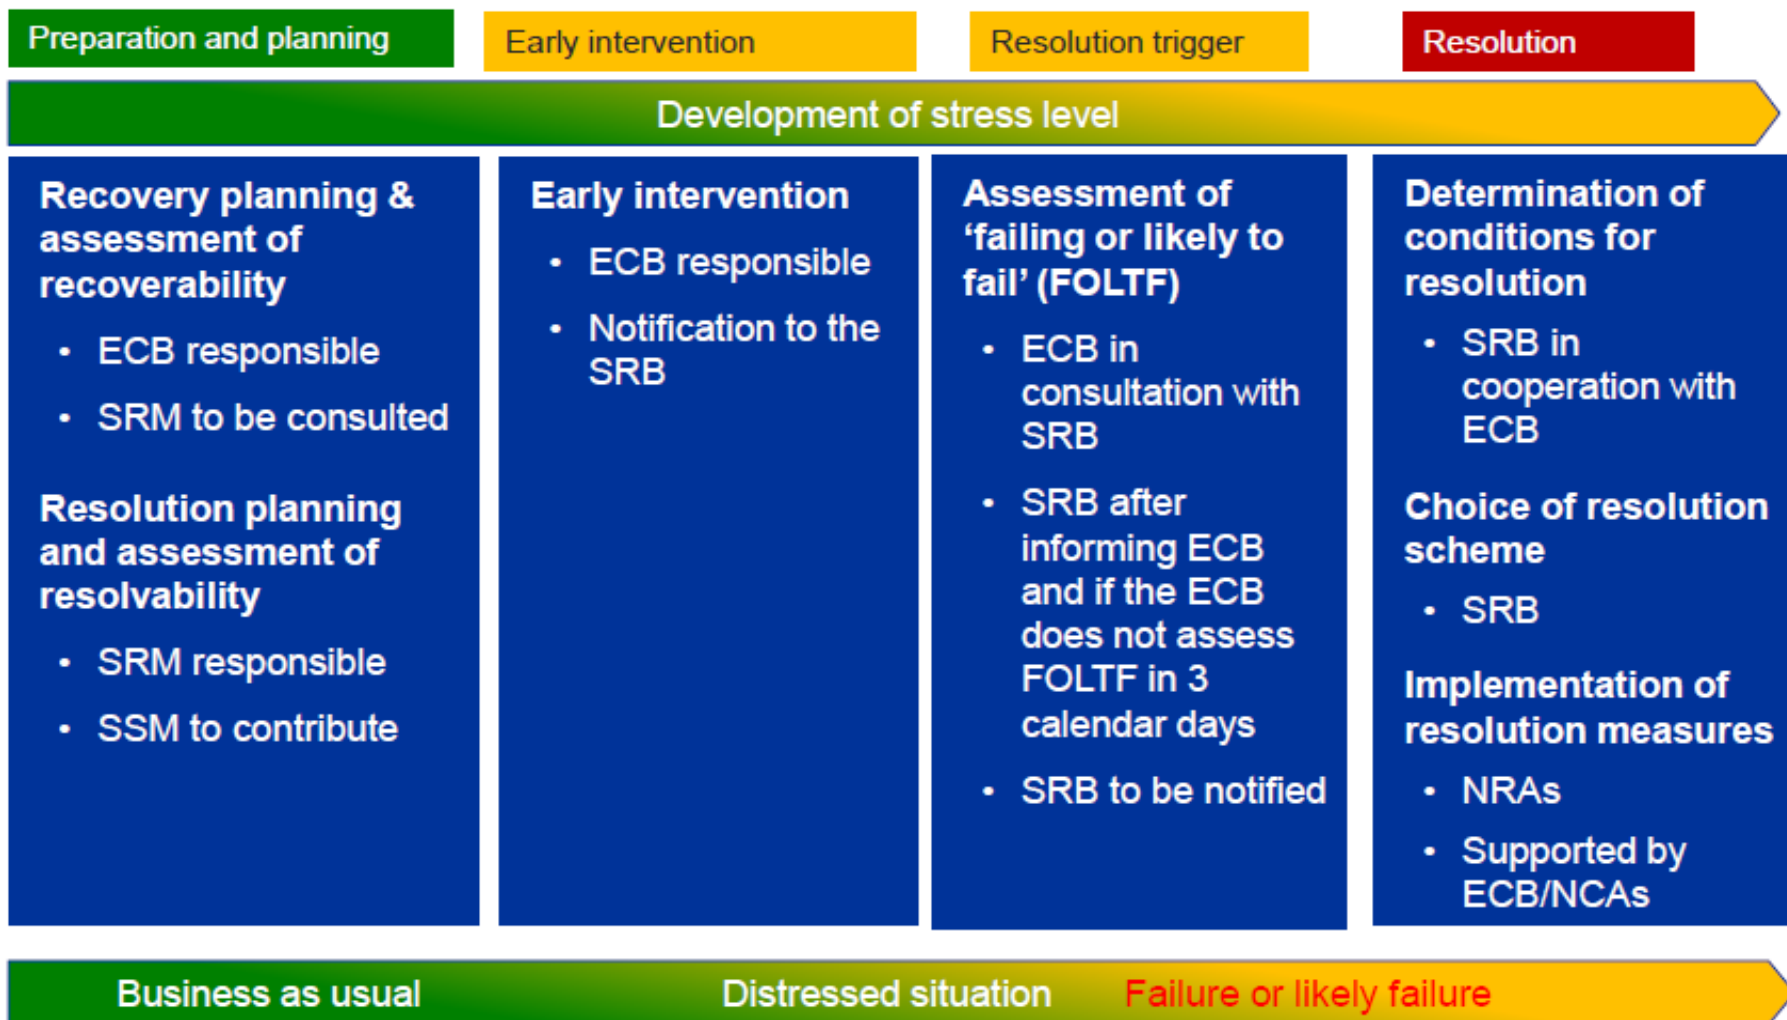 Preparation and planning
Early intervention
Resolution trigger
Resolution
Development of stress level
Recovery planning &
assessment of
recoverability
• ECB responsible
• SRM to be consulted
Resolution planning
and assessment of
resolvability
• SRM responsible
• SSM to contribute
Early intervention
• ECB responsible
• Notification to the
SRB
Assessment of
‘failing or likely to
fail’ (FOLTF)
• ECB in
consultation with
SRB
• SRB after
informing ECB
and if the ECB
does not assess
FOLTF in 3
calendar days
• SRB to be notified
Determination of
conditions for
resolution
• SRB in
cooperation with
ECB
Choice of resolution
scheme
• SRB
Implementation of
resolution measures
• NRAs
• Supported by
ECB/NCAs
Business as usual
Distressed situation
Failure or likely failure